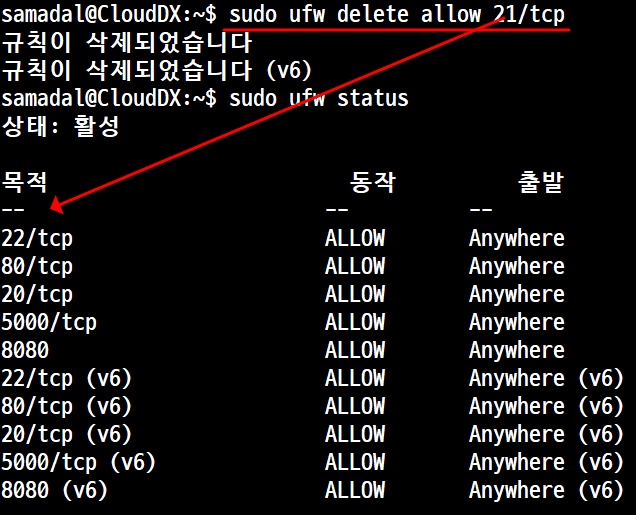 samadal@CloudDX:~$ sudo ufw delete allow 21/tcp
규칙이 삭제되었습니다
규칙이 삭제되었습니다 (v6)
samadal@CloudDX:~$ sudo ufw status
상태: 활성
목적 동작 출발
-- -- --
22/tcp ALLOW Anywhere
80/tcp ALLOW Anywhere
20/tcp ALLOW Anywhere
5000/tcp ALLOW Anywhere
8080 ALLOW Anywhere
22/tcp (v6) ALLOW Anywhere (v6)
80/tcp (v6) ALLOW Anywhere (v6)
20/tcp (v6) ALLOW Anywhere (v6)
5000/tcp (v6) ALLOW Anywhere (v6)
8080 (v6) ALLOW Anywhere (v6)